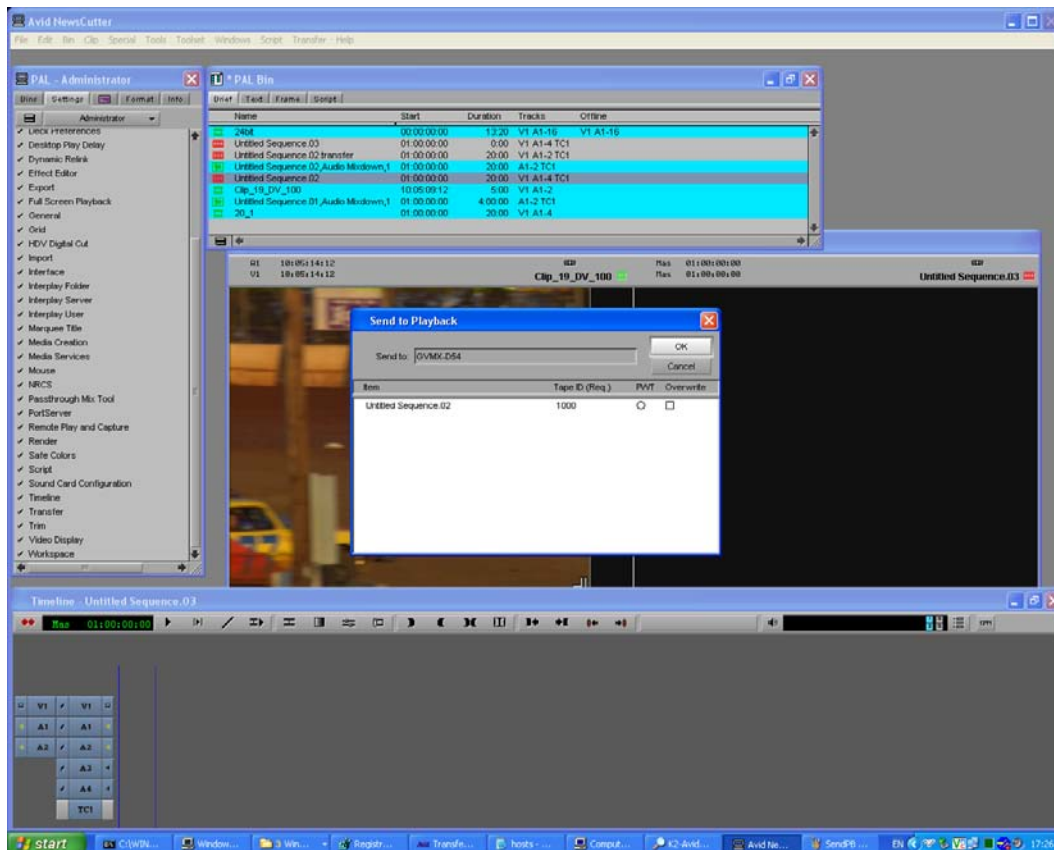 Avid NewsCutter
File Edit Bin Clip Special Tools Toolset Windows Script Transfer Help
PAL - Administrator
Bins Settings Format Info
Administrator
Deck Preferences
Desktop Play Delay
Dynamic Relink
Effect Editor
Export
Full Screen Playback
General
Grid
HDV Digital Cut
Import
Interface
Interplay Folder
Interplay Server
Interplay User
Marquee Title
Media Creation
Media Services
Mouse
NRCS
Passthrough Mix Tool
PortServer
Remote Play and Capture
Render
Safe Colors
Script
Sound Card Configuration
Timeline
Transfer
Trim
Video Display
Workspace
* PAL Bin
Brief Text Frame Script
Name Start Duration Tracks Offline
24bit 00:00:00:00 13:20 V1 A1-16 V1 A1-16
Untitled Sequence.03 01:00:00:00 0:00 V1 A1-4 TC1
Untitled Sequence.02 transfer 01:00:00:00 20:00 V1 A1-2 TC1
Untitled Sequence.02,Audio Mixdown,1 01:00:00:00 20:00 A1-2 TC1
Untitled Sequence.02 01:00:00:00 20:00 V1 A1-4 TC1
Clip_19_DV_100 10:05:09:12 5:00 V1 A1-2
Untitled Sequence.01,Audio Mixdown,1 01:00:00:00 4:00:00 A1-2 TC1
20_1 01:00:00:00 20:00 V1 A1-4
A1 10:05:14:12 Mas 01:00:00:00
V1 10:05:14:12 Clip_19_DV_100 Mas 01:00:00:00 Untitled Sequence.03
Send to Playback
Send to: GVMX-D54
OK
Cancel
Item Tape ID (Req.) PWT Overwrite
Untitled Sequence.02 1000
Timeline - Untitled Sequence.03
Mas 01:00:00:00
V1 V1
A1 A1
A2 A2
A3
A4
TC1
start C:\WIN... Window... 3 Win... Registr... Transfe... hosts - ... Comput... K2-Avid... Avid Ne... SendPB ... EN 17:26